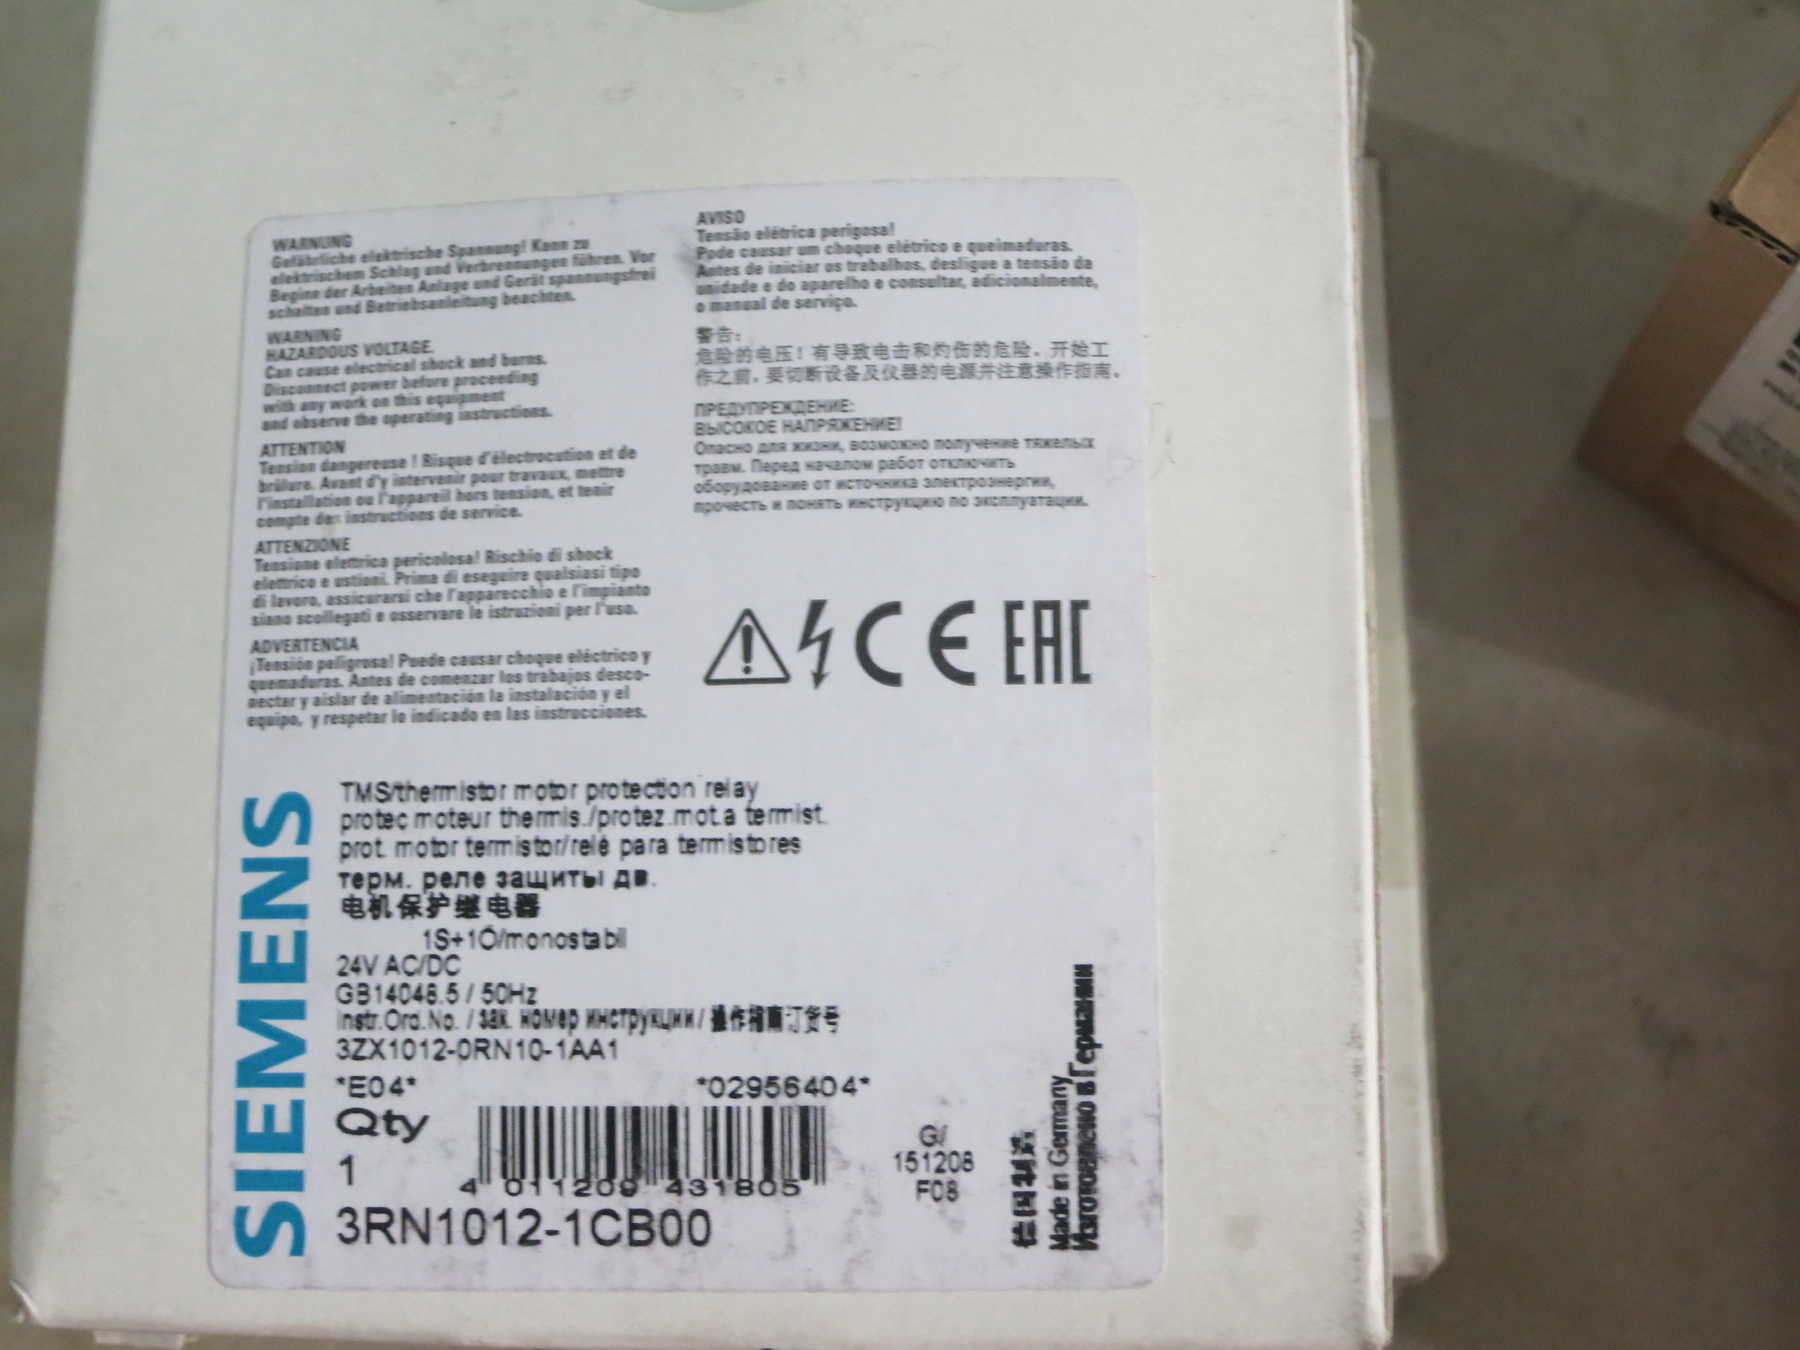 WARNUNG
Gefährliche elektrische Spannung! Kann zu
elektrischem Schlag und Verbrennungen führen. Vor
Beginn der Arbeiten Anlage und Gerät spannungsfrei
schalten und Betriebsanleitung beachten.
WARNING
HAZARDOUS VOLTAGE.
Can cause electrical shock and burns.
Disconnect power before proceeding
with any work on this equipment
and observe the operating instructions.
ATTENTION
Tension dangereuse ! Risque d'électrocution et de
brûlure. Avant d'y intervenir pour travaux, mettre
l'installation ou l'appareil hors tension, et tenir
compte des instructions de service.
ATTENZIONE
Tensione elettrica pericolosa! Rischio di shock
elettrico e ustioni. Prima di eseguire qualsiasi tipo
di lavoro, assicurarsi che l'apparecchio e l'impianto
siano scollegati e osservare le istruzioni per l'uso.
ADVERTENCIA
¡Tensión peligrosa! Puede causar choque eléctrico y
quemaduras. Antes de comenzar los trabajos desco-
nectar y aislar de alimentación la instalación y el
equipo, y respetar lo indicado en las instrucciones.
AVISO
Tensão elétrica perigosa!
Pode causar um choque elétrico e queimaduras.
Antes de iniciar os trabalhos, desligue a tensão da
unidade e do aparelho e consultar, adicionalmente,
o manual de serviço.
警告：
危险的电压！有导致电击和灼伤的危险。开始工
作之前，要切断设备及仪器的电源并注意操作指南。
ПРЕДУПРЕЖДЕНИЕ:
ВЫСОКОЕ НАПРЯЖЕНИЕ!
Опасно для жизни, возможно получение тяжелых
травм. Перед началом работ отключить
оборудование от источника электроэнергии,
прочесть и понять инструкцию по эксплуатации.
CE EAC
SIEMENS
TMS/thermistor motor protection relay
protec moteur thermis./protez.mot.a termist.
prot. motor termistor/relé para termistores
терм. реле защиты дв.
电机保护继电器
1S+1Ö/monostabil
24V AC/DC
GB14048.5 / 50Hz
Instr.Ord.No. / зак. номер инструкции / 操作指南订货号
3ZX1012-0RN10-1AA1
*E04* *02956404*
Qty
1
4 011209 431805
3RN1012-1CB00
G/
151208
F08
德国制造
Made in Germany
Изготовлено в Германии